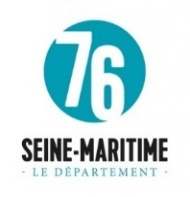 76
SEINE-MARITIME
- LE DÉPARTEMENT -